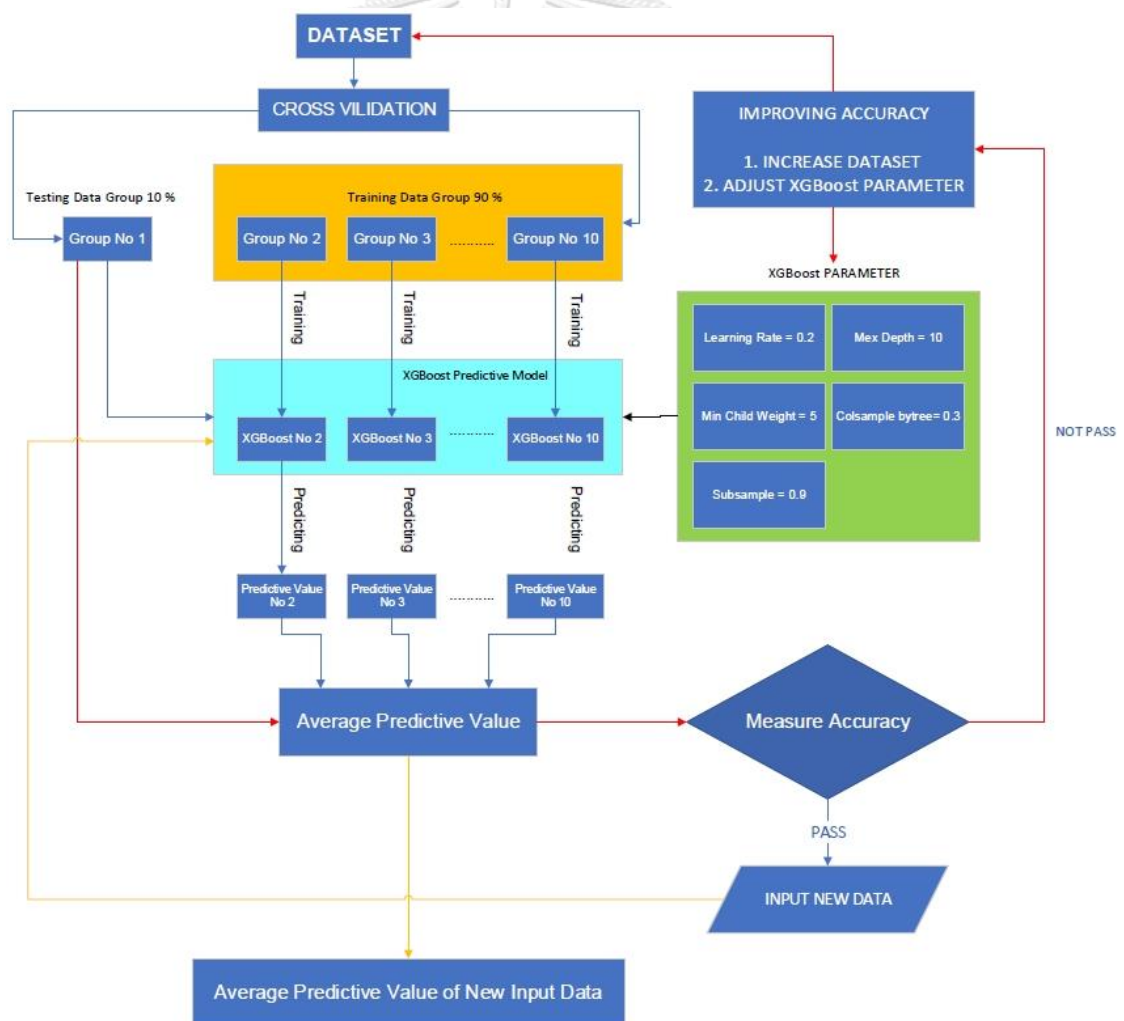 DATASET
CROSS VILIDATION
IMPROVING ACCURACY
1. INCREASE DATASET
2. ADJUST XGBoost PARAMETER
Testing Data Group 10 %
Training Data Group 90 %
Group No 1
Group No 2
Group No 3
...........
Group No 10
XGBoost PARAMETER
Training
Training
Training
Learning Rate = 0.2
Mex Depth = 10
XGBoost Predictive Model
Min Child Weight = 5
Colsample bytree= 0.3
NOT PASS
XGBoost No 2
XGBoost No 3
...........
XGBoost No 10
Subsample = 0.9
Predicting
Predicting
Predicting
Predictive Value
No 2
Predictive Value
No 3
...........
Predictive Value
No 10
Average Predictive Value
Measure Accuracy
PASS
INPUT NEW DATA
Average Predictive Value of New Input Data